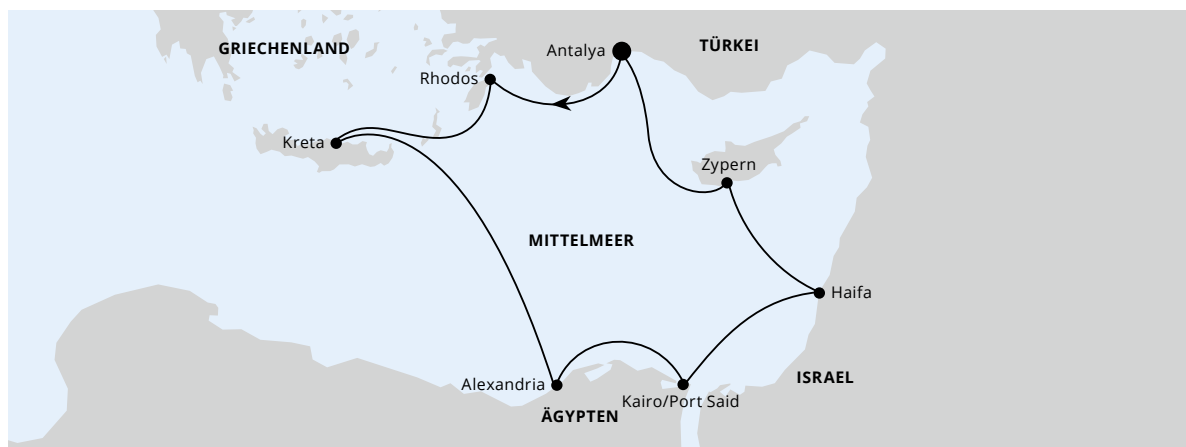 GRIECHENLAND
Antalya
TÜRKEI
Rhodos
Kreta
Zypern
MITTELMEER
Haifa
ISRAEL
Alexandria
Kairo/Port Said
ÄGYPTEN